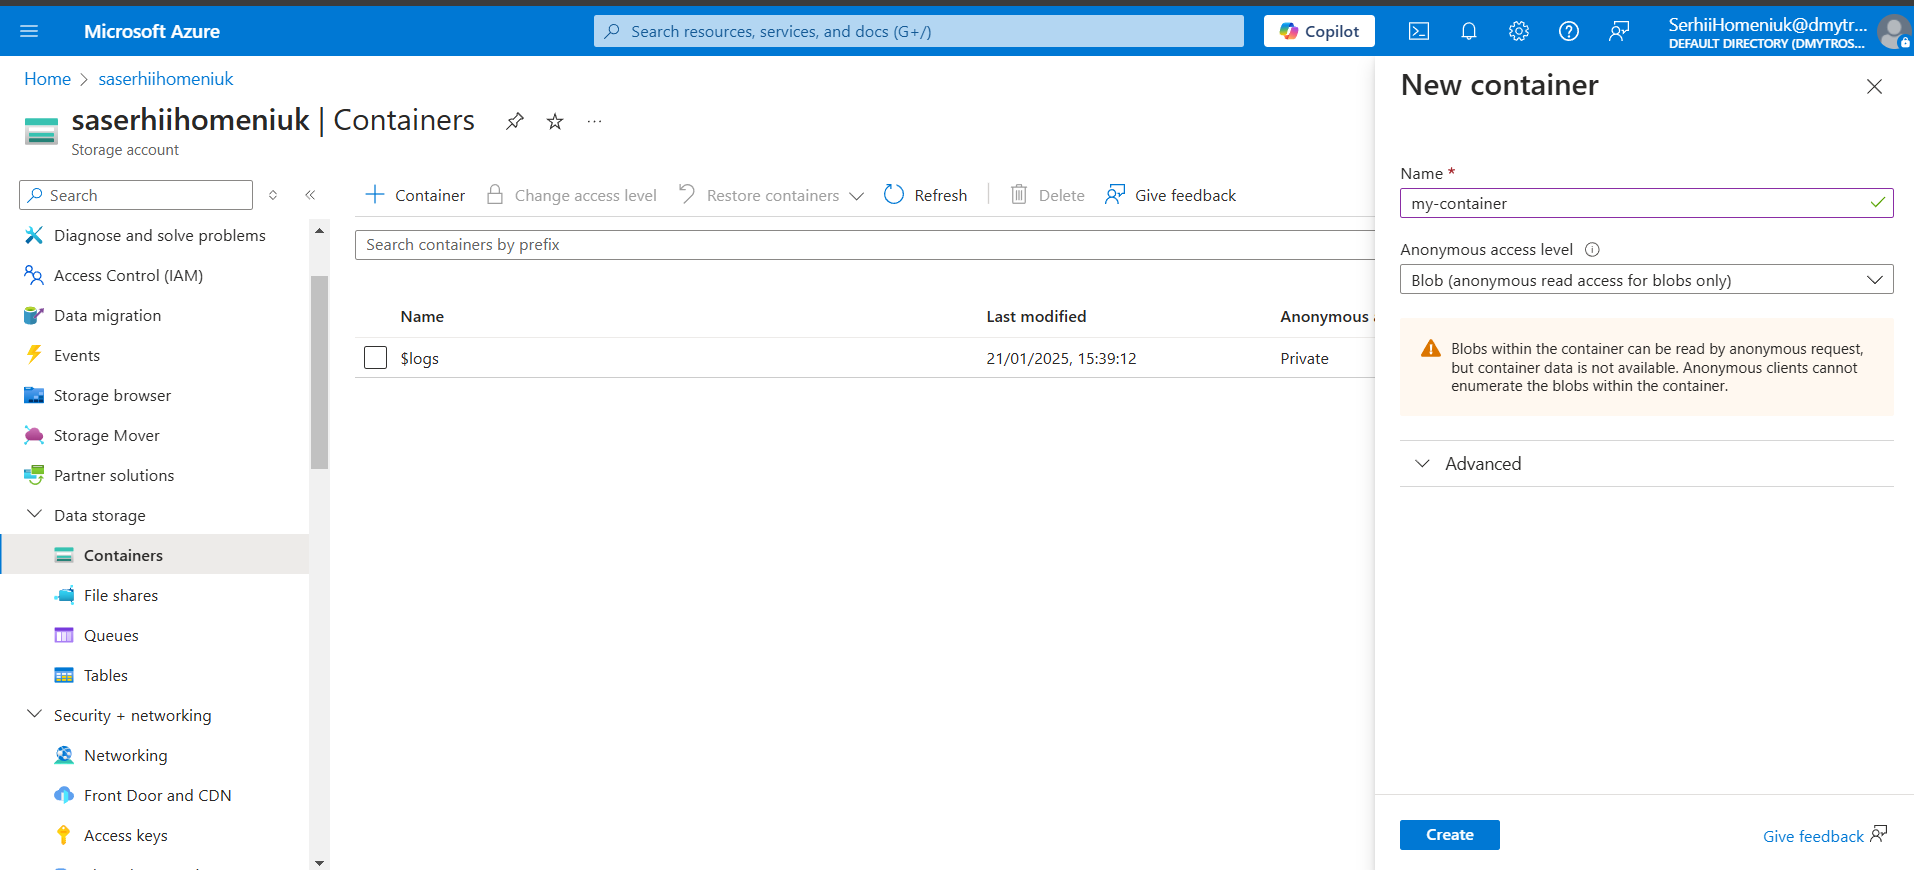 Microsoft Azure
Search resources, services, and docs (G+/)
Copilot
SerhiiHomeniuk@dmytr...
DEFAULT DIRECTORY (DMYTROS...
Home > saserhiihomeniuk
saserhiihomeniuk | Containers
Storage account
Search
Diagnose and solve problems
Access Control (IAM)
Data migration
Events
Storage browser
Storage Mover
Partner solutions
Data storage
Containers
File shares
Queues
Tables
Security + networking
Networking
Front Door and CDN
Access keys
Container
Change access level
Restore containers
Refresh
Delete
Give feedback
Search containers by prefix
Name Last modified Anonymous
$logs 21/01/2025, 15:39:12 Private
New container
Name *
my-container
Anonymous access level
Blob (anonymous read access for blobs only)
Blobs within the container can be read by anonymous request,
but container data is not available. Anonymous clients cannot
enumerate the blobs within the container.
Advanced
Create
Give feedback